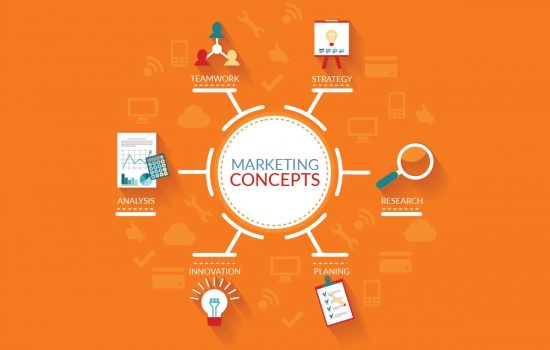 TEAMWORK
STRATEGY
MARKETING
CONCEPTS
ANALYSIS
RESEARCH
INNOVATION
PLANING